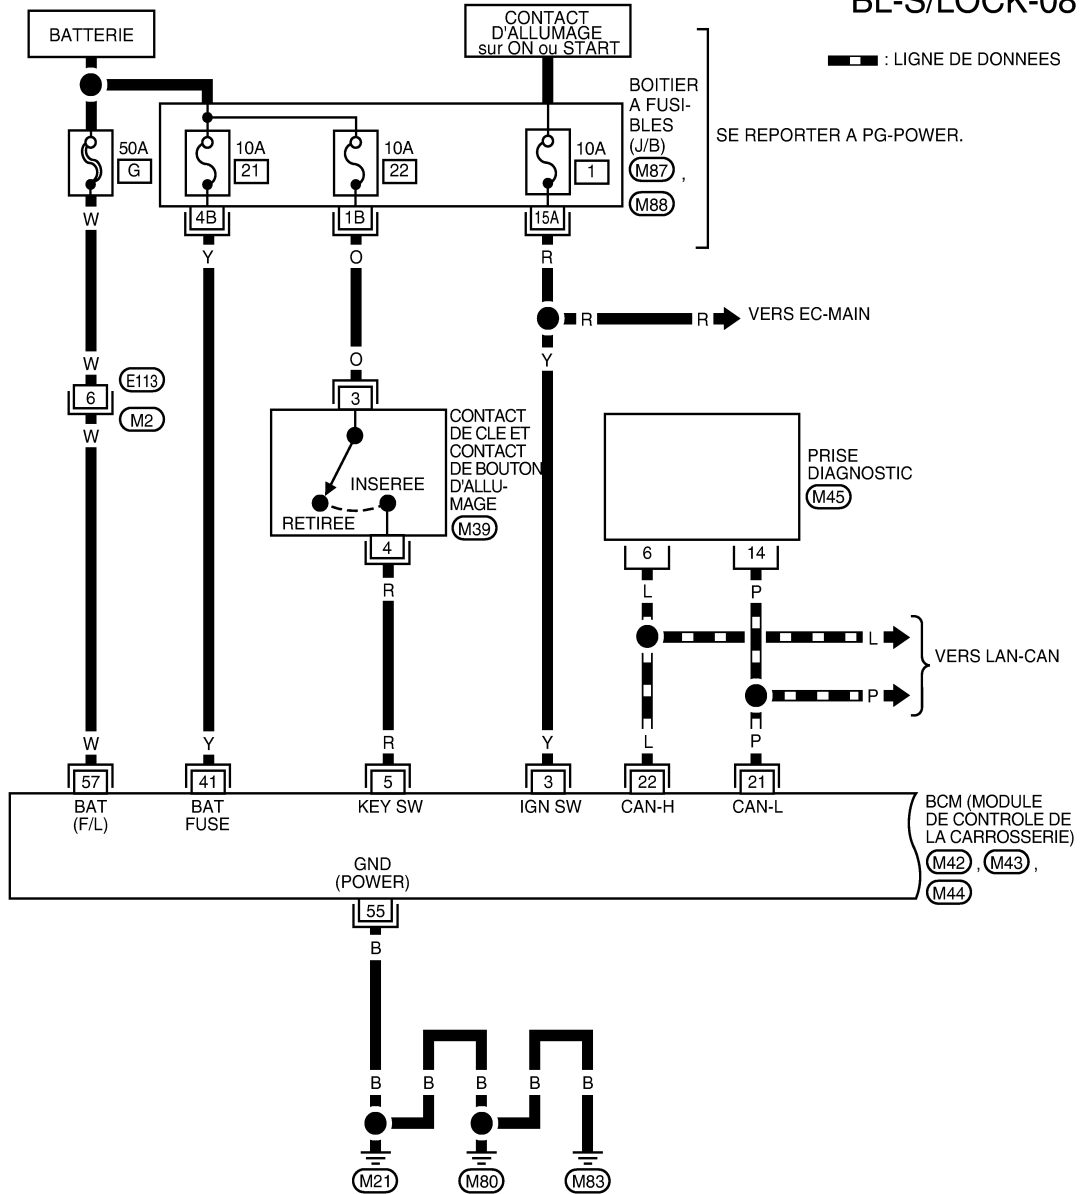 BL-S/LOCK-08
BATTERIE
CONTACT
D'ALLUMAGE
sur ON ou START
: LIGNE DE DONNEES
BOITIER
A FUSI-
BLES
(J/B)
M87 ,
M88
SE REPORTER A PG-POWER.
50A
G
10A
21
10A
22
10A
1
4B
1B
15A
W
Y
O
R
R
R
VERS EC-MAIN
W
O
Y
6
E113
M2
W
3
CONTACT
DE CLE ET
CONTACT
DE BOUTON
D'ALLU-
MAGE
M39
INSEREE
RETIREE
4
R
PRISE
DIAGNOSTIC
M45
6
14
L
P
L
P
VERS LAN-CAN
W
Y
R
Y
L
P
57
41
5
3
22
21
BAT
(F/L)
BAT
FUSE
KEY SW
IGN SW
CAN-H
CAN-L
BCM (MODULE
DE CONTROLE DE
LA CARROSSERIE)
M42 , M43 ,
M44
GND
(POWER)
55
B
B
B
B
B
B
M21
M80
M83